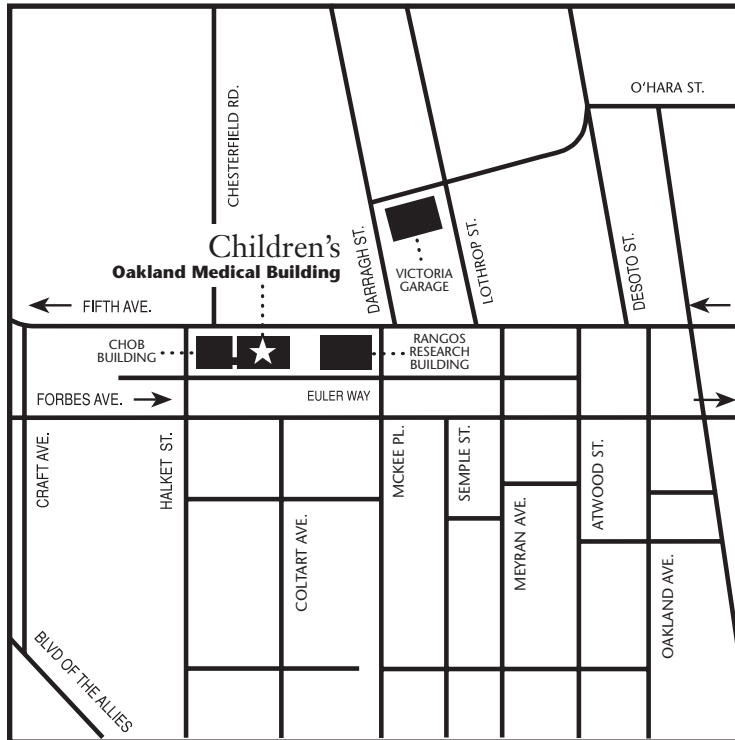 O'HARA ST.
CHESTERFIELD RD.
Children's
Oakland Medical Building
DARRAGH ST.
VICTORIA
GARAGE
LOTHROP ST.
DESOTO ST.
FIFTH AVE.
CHOB
BUILDING
RANGOS
RESEARCH
BUILDING
FORBES AVE.
EULER WAY
CRAFT AVE.
HALKET ST.
COLTART AVE.
MCKEE PL.
SEMPLE ST.
MEYRAN AVE.
ATWOOD ST.
OAKLAND AVE.
BLVD OF THE ALLIES